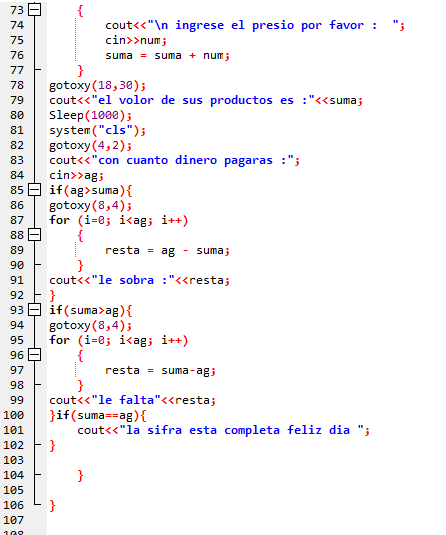 73 {
74 cout<<"\n ingrese el presio por favor :  ";
75 cin>>num;
76 suma = suma + num;
77 }
78 gotoxy(18,30);
79 cout<<"el volor de sus productos es :"<<suma;
80 Sleep(1000);
81 system("cls");
82 gotoxy(4,2);
83 cout<<"con cuanto dinero pagaras :";
84 cin>>ag;
85 if(ag>suma){
86 gotoxy(8,4);
87 for (i=0; i<ag; i++)
88 {
89 resta = ag - suma;
90 }
91 cout<<"le sobra :"<<resta;
92 }
93 if(suma>ag){
94 gotoxy(8,4);
95 for (i=0; i<ag; i++)
96 {
97 resta = suma-ag;
98 }
99 cout<<"le falta"<<resta;
100 }if(suma==ag){
101 cout<<"la sifra esta completa feliz dia ";
102 }
103
104 }
105
106 }
107
108